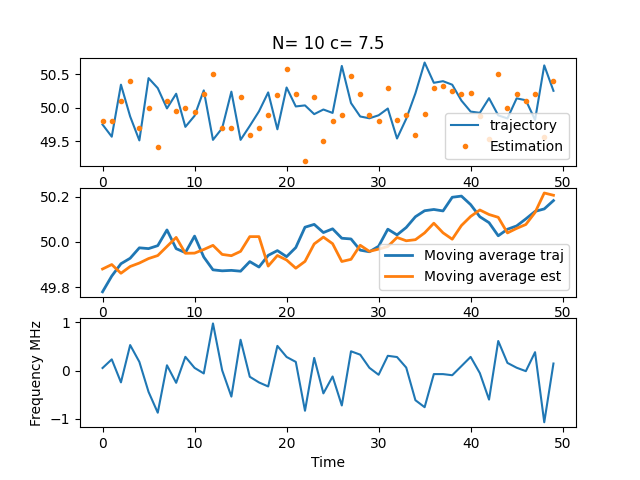 N= 10 c= 7.5
50.5
50.0
49.5
trajectory
Estimation
0 10 20 30 40 50
50.2
50.0
49.8
Moving average traj
Moving average est
0 10 20 30 40 50
Frequency MHz
1
0
−1
0 10 20 30 40 50
Time